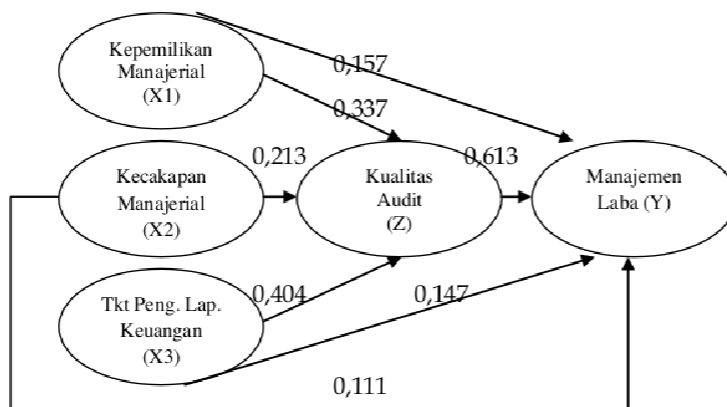 Kepemilikan
Manajerial
(X1)
0,157
0,337
Kecakapan
Manajerial
(X2)
0,213
Kualitas
Audit
(Z)
0,613
Manajemen
Laba (Y)
Tkt Peng. Lap.
Keuangan
(X3)
0,404
0,147
0,111